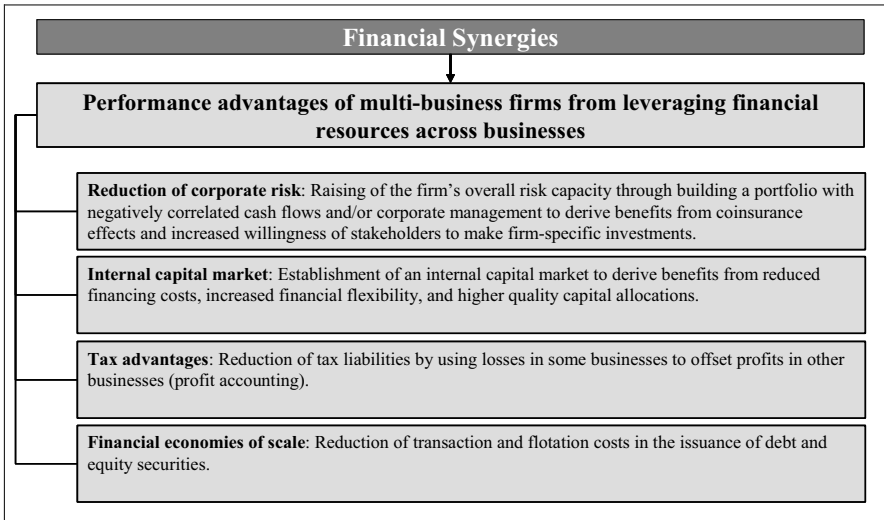 Financial Synergies
Performance advantages of multi-business firms from leveraging financial
resources across businesses
Reduction of corporate risk: Raising of the firm’s overall risk capacity through building a portfolio with
negatively correlated cash flows and/or corporate management to derive benefits from coinsurance
effects and increased willingness of stakeholders to make firm-specific investments.
Internal capital market: Establishment of an internal capital market to derive benefits from reduced
financing costs, increased financial flexibility, and higher quality capital allocations.
Tax advantages: Reduction of tax liabilities by using losses in some businesses to offset profits in other
businesses (profit accounting).
Financial economies of scale: Reduction of transaction and flotation costs in the issuance of debt and
equity securities.